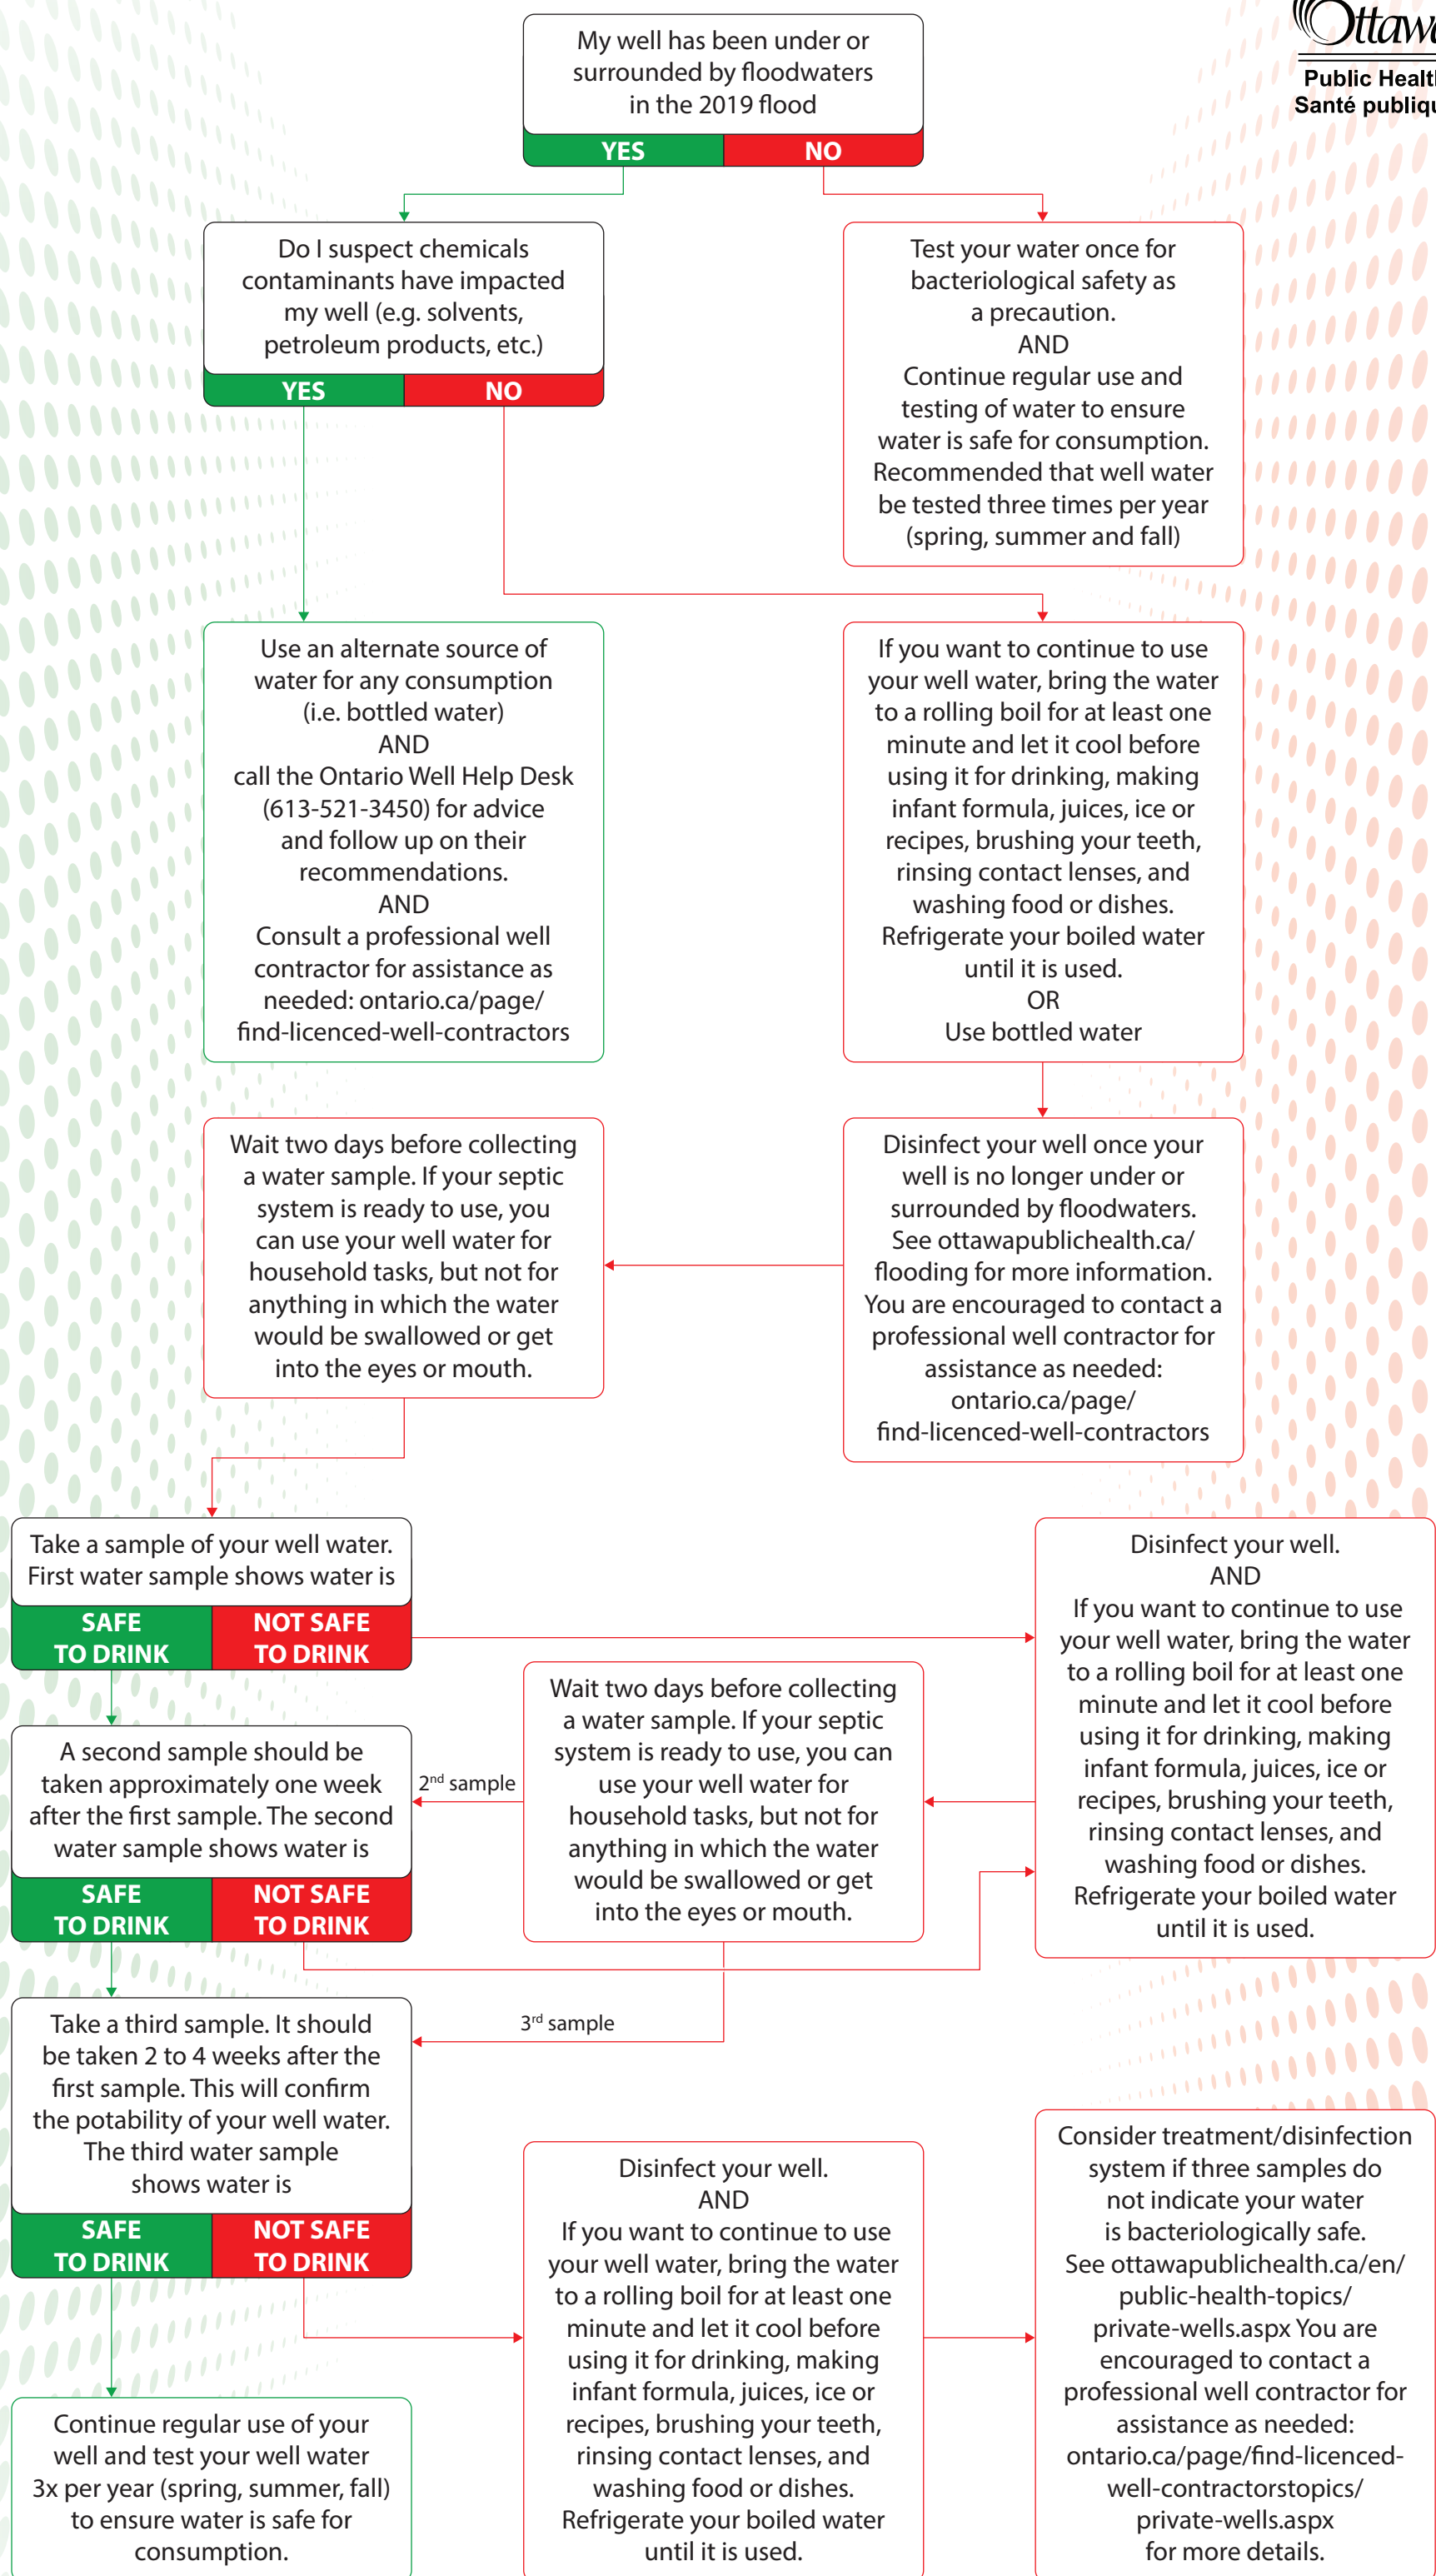 My well has been under or
surrounded by floodwaters
in the 2019 flood
YES
NO
Ottawa
Public Health
Santé publique
Do I suspect chemicals
contaminants have impacted
my well (e.g. solvents,
petroleum products, etc.)
YES
NO
Test your water once for
bacteriological safety as
a precaution.
AND
Continue regular use and
testing of water to ensure
water is safe for consumption.
Recommended that well water
be tested three times per year
(spring, summer and fall)
Use an alternate source of
water for any consumption
(i.e. bottled water)
AND
call the Ontario Well Help Desk
(613-521-3450) for advice
and follow up on their
recommendations.
AND
Consult a professional well
contractor for assistance as
needed: ontario.ca/page/
find-licenced-well-contractors
If you want to continue to use
your well water, bring the water
to a rolling boil for at least one
minute and let it cool before
using it for drinking, making
infant formula, juices, ice or
recipes, brushing your teeth,
rinsing contact lenses, and
washing food or dishes.
Refrigerate your boiled water
until it is used.
OR
Use bottled water
Disinfect your well once your
well is no longer under or
surrounded by floodwaters.
See ottawapublichealth.ca/
flooding for more information.
You are encouraged to contact a
professional well contractor for
assistance as needed:
ontario.ca/page/
find-licenced-well-contractors
Wait two days before collecting
a water sample. If your septic
system is ready to use, you
can use your well water for
household tasks, but not for
anything in which the water
would be swallowed or get
into the eyes or mouth.
Take a sample of your well water.
First water sample shows water is
SAFE
TO DRINK
NOT SAFE
TO DRINK
Disinfect your well.
AND
If you want to continue to use
your well water, bring the water
to a rolling boil for at least one
minute and let it cool before
using it for drinking, making
infant formula, juices, ice or
recipes, brushing your teeth,
rinsing contact lenses, and
washing food or dishes.
Refrigerate your boiled water
until it is used.
Wait two days before collecting
a water sample. If your septic
system is ready to use, you can
use your well water for
household tasks, but not for
anything in which the water
would be swallowed or get
into the eyes or mouth.
2nd sample
A second sample should be
taken approximately one week
after the first sample. The second
water sample shows water is
SAFE
TO DRINK
NOT SAFE
TO DRINK
3rd sample
Take a third sample. It should
be taken 2 to 4 weeks after the
first sample. This will confirm
the potability of your well water.
The third water sample
shows water is
SAFE
TO DRINK
NOT SAFE
TO DRINK
Disinfect your well.
AND
If you want to continue to use
your well water, bring the water
to a rolling boil for at least one
minute and let it cool before
using it for drinking, making
infant formula, juices, ice or
recipes, brushing your teeth,
rinsing contact lenses, and
washing food or dishes.
Refrigerate your boiled water
until it is used.
Consider treatment/disinfection
system if three samples do
not indicate your water
is bacteriologically safe.
See ottawapublichealth.ca/en/
public-health-topics/
private-wells.aspx You are
encouraged to contact a
professional well contractor for
assistance as needed:
ontario.ca/page/find-licenced-
well-contractorstopics/
private-wells.aspx
for more details.
Continue regular use of your
well and test your well water
3x per year (spring, summer, fall)
to ensure water is safe for
consumption.